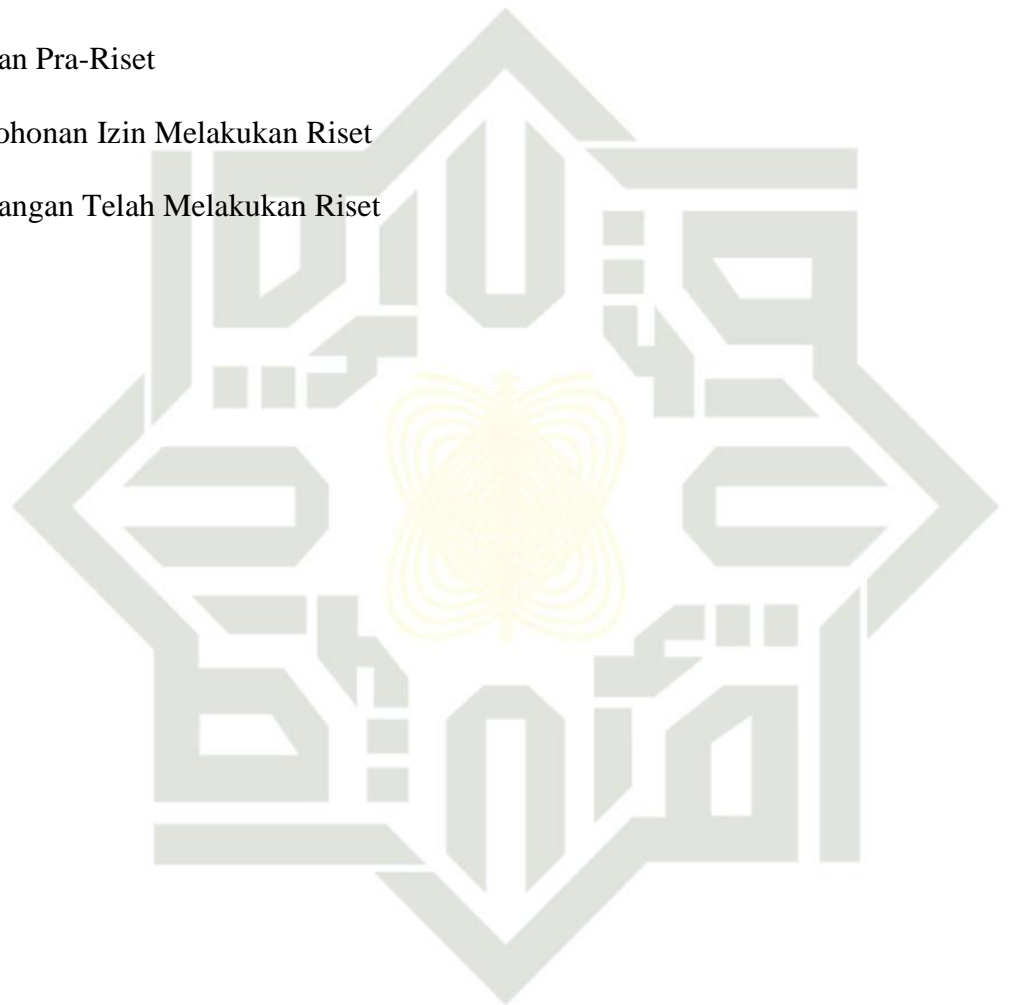 an Pra-Riset
ohonan Izin Melakukan Riset
angan Telah Melakukan Riset